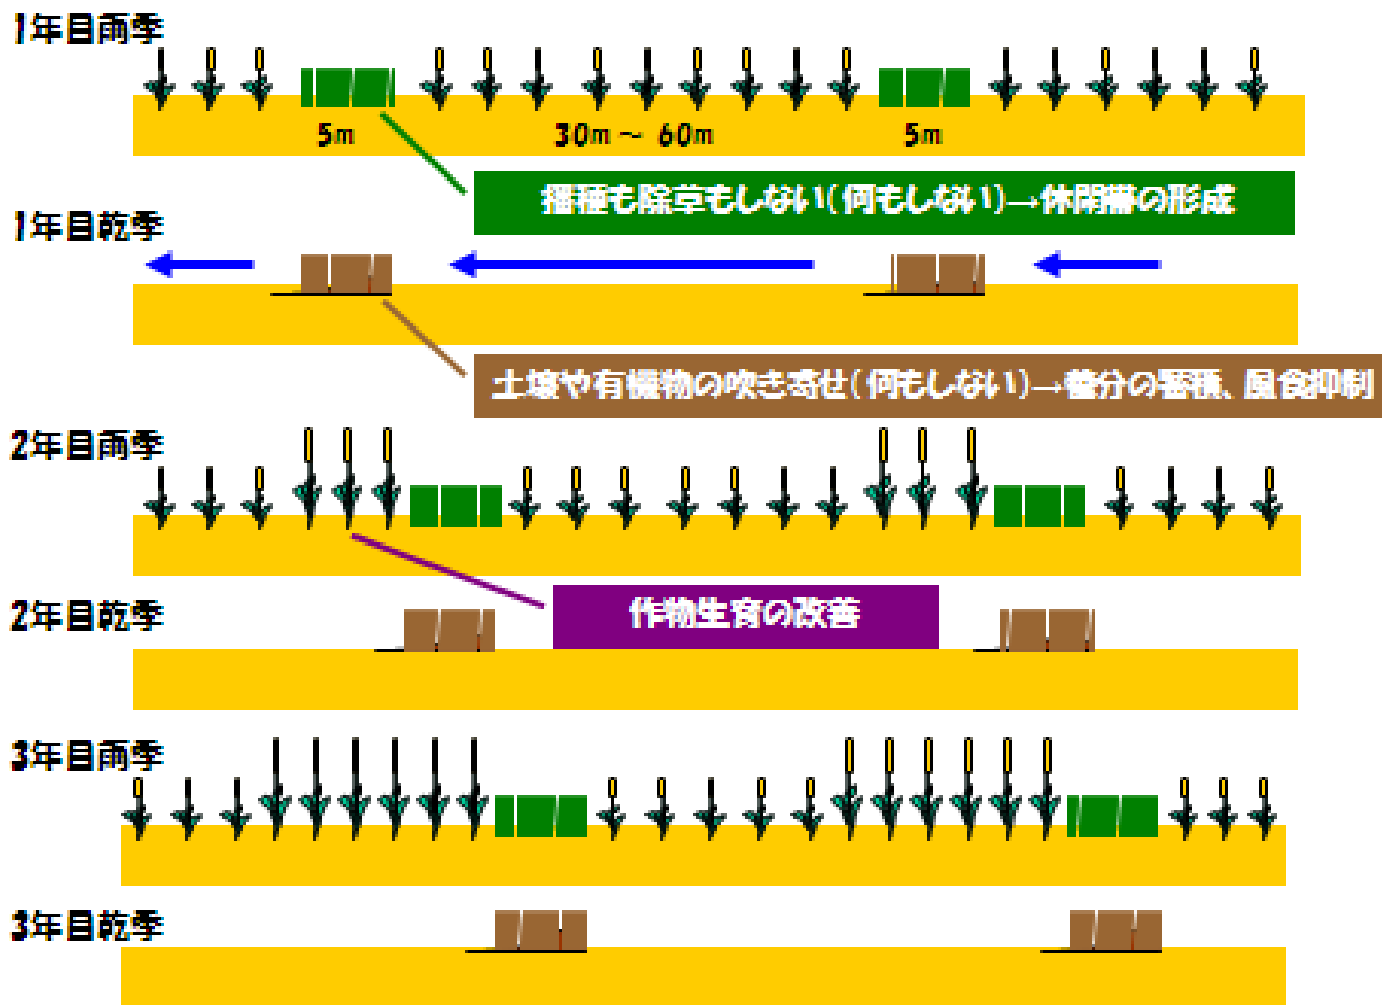 1年目雨季
5m
30m～60m
5m
播種も除草もしない(何もしない)→休閑帯の形成
1年目乾季
土壌や有機物の吹き寄せ(何もしない)→養分の蓄積、風食抑制
2年目雨季
2年目乾季
作物生育の改善
3年目雨季
3年目乾季